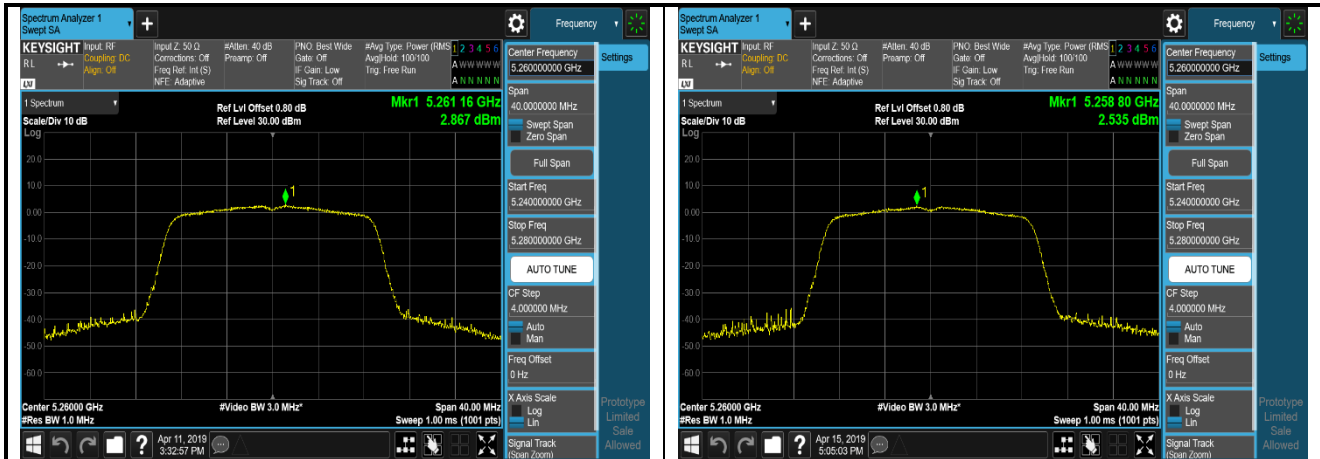 Spectrum Analyzer 1
Swept SA
+
Frequency
KEYSIGHT
RL
LXI
Input: RF
Coupling: DC
Align: Off
Input Z: 50 Ω
Corrections: Off
Freq Ref: Int (S)
NFE: Adaptive
#Atten: 40 dB
Preamp: Off
PNO: Best Wide
Gate: Off
IF Gain: Low
Sig Track: Off
#Avg Type: Power (RMS
Avg|Hold: 100/100
Trig: Free Run
1 2 3 4 5 6
A W W W W W
A N N N N N
1 Spectrum
Scale/Div 10 dB
Log
Ref Lvl Offset 0.80 dB
Ref Level 30.00 dBm
Mkr1 5.261 16 GHz
2.867 dBm
20.0
10.0
0.00
-10.0
-20.0
-30.0
-40.0
-50.0
-60.0
1
Center 5.26000 GHz
#Res BW 1.0 MHz
#Video BW 3.0 MHz*
Span 40.00 MHz
Sweep 1.00 ms (1001 pts)
Center Frequency
5.260000000 GHz
Span
40.0000000 MHz
Swept Span
Zero Span
Full Span
Start Freq
5.240000000 GHz
Stop Freq
5.280000000 GHz
AUTO TUNE
CF Step
4.000000 MHz
Auto
Man
Freq Offset
0 Hz
X Axis Scale
Log
Lin
Signal Track
(Span Zoom)
Settings
Prototype
Limited
Sale
Allowed
?
Apr 11, 2019
3:32:57 PM
Spectrum Analyzer 1
Swept SA
+
Frequency
KEYSIGHT
RL
LXI
Input: RF
Coupling: DC
Align: Off
Input Z: 50 Ω
Corrections: Off
Freq Ref: Int (S)
NFE: Adaptive
#Atten: 40 dB
Preamp: Off
PNO: Best Wide
Gate: Off
IF Gain: Low
Sig Track: Off
#Avg Type: Power (RMS
Avg|Hold: 100/100
Trig: Free Run
1 2 3 4 5 6
A W W W W W
A N N N N N
1 Spectrum
Scale/Div 10 dB
Log
Ref Lvl Offset 0.80 dB
Ref Level 30.00 dBm
Mkr1 5.258 80 GHz
2.535 dBm
20.0
10.0
0.00
-10.0
-20.0
-30.0
-40.0
-50.0
-60.0
1
Center 5.26000 GHz
#Res BW 1.0 MHz
#Video BW 3.0 MHz*
Span 40.00 MHz
Sweep 1.00 ms (1001 pts)
Center Frequency
5.260000000 GHz
Span
40.0000000 MHz
Swept Span
Zero Span
Full Span
Start Freq
5.240000000 GHz
Stop Freq
5.280000000 GHz
AUTO TUNE
CF Step
4.000000 MHz
Auto
Man
Freq Offset
0 Hz
X Axis Scale
Log
Lin
Signal Track
(Span Zoom)
Settings
Prototype
Limited
Sale
Allowed
?
Apr 15, 2019
5:05:03 PM